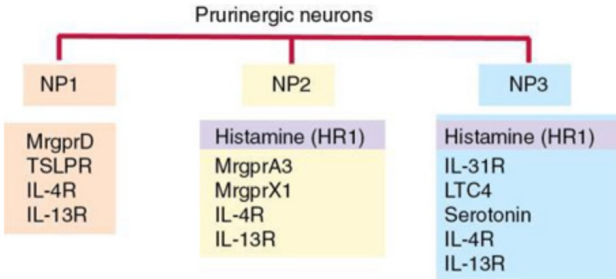 Prurinergic neurons
NP1
NP2
NP3
MrgprD
TSLPR
IL-4R
IL-13R
Histamine (HR1)
MrgprA3
MrgprX1
IL-4R
IL-13R
Histamine (HR1)
IL-31R
LTC4
Serotonin
IL-4R
IL-13R